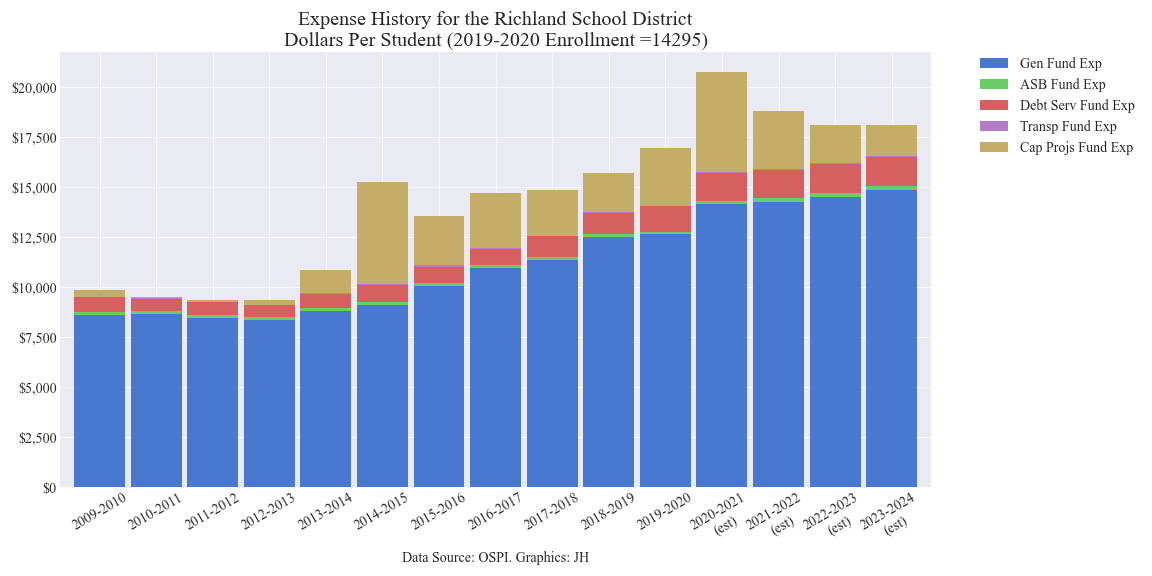 Expense History for the Richland School District
Dollars Per Student (2019-2020 Enrollment =14295)
$20,000
$17,500
$15,000
$12,500
$10,000
$7,500
$5,000
$2,500
$0
2009-2010
2010-2011
2011-2012
2012-2013
2013-2014
2014-2015
2015-2016
2016-2017
2017-2018
2018-2019
2019-2020
2020-2021
(est)
2021-2022
(est)
2022-2023
(est)
2023-2024
(est)
Data Source: OSPI. Graphics: JH
Gen Fund Exp
ASB Fund Exp
Debt Serv Fund Exp
Transp Fund Exp
Cap Projs Fund Exp